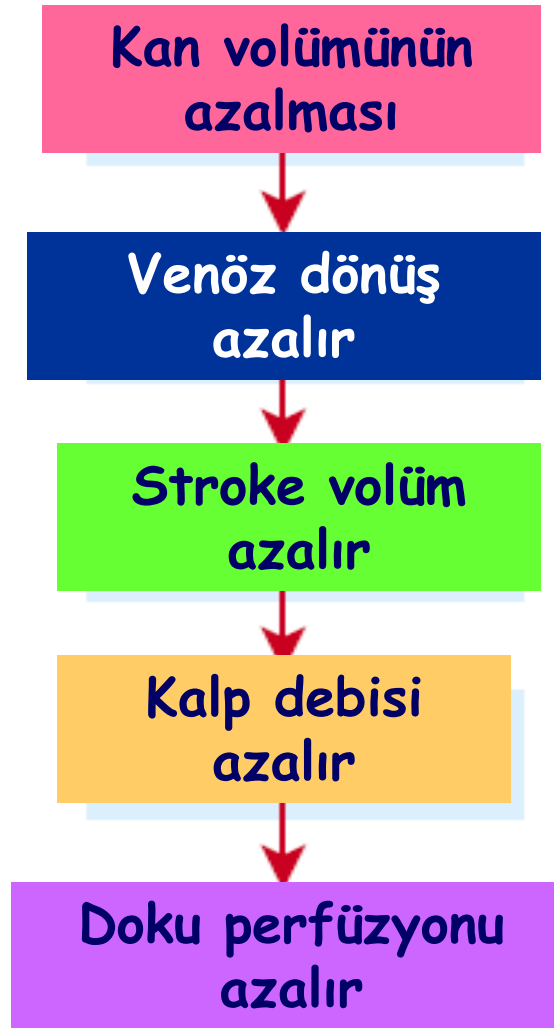 Kan volümünün
azalması
Venöz dönüş
azalır
Stroke volüm
azalır
Kalp debisi
azalır
Doku perfüzyonu
azalır